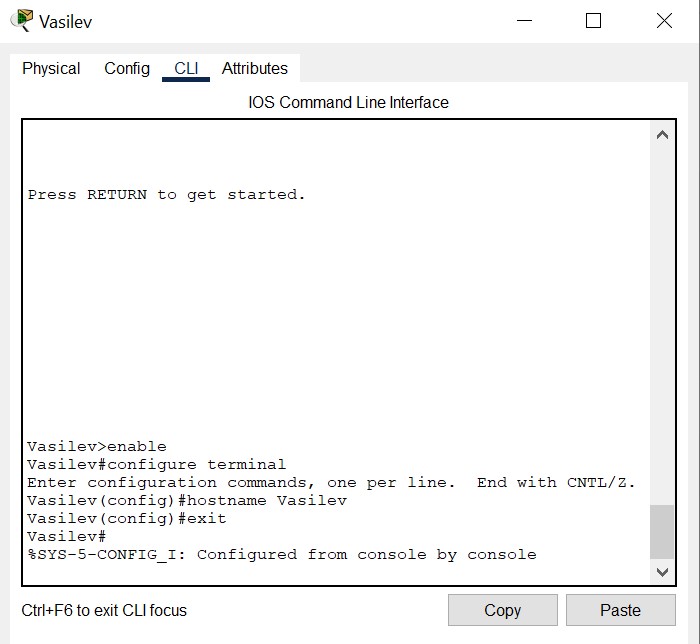 Vasilev
Physical Config CLI Attributes
IOS Command Line Interface
Press RETURN to get started.
Vasilev>enable
Vasilev#configure terminal
Enter configuration commands, one per line.  End with CNTL/Z.
Vasilev(config)#hostname Vasilev
Vasilev(config)#exit
Vasilev#
%SYS-5-CONFIG_I: Configured from console by console
Ctrl+F6 to exit CLI focus
Copy Paste